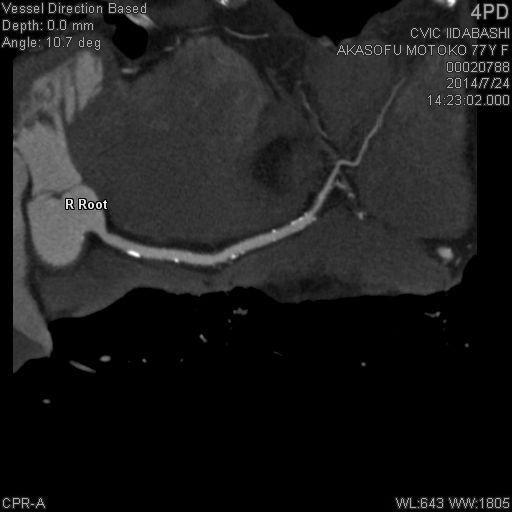 Vessel Direction Based
Depth: 0.0 mm
Angle: 10.7 deg
4PD
CVIC IIDABASHI
AKASOFU MOTOKO 77Y F
00020788
2014/7/24
14:23:02.000
R Root
CPR-A
WL:643 WW:1805